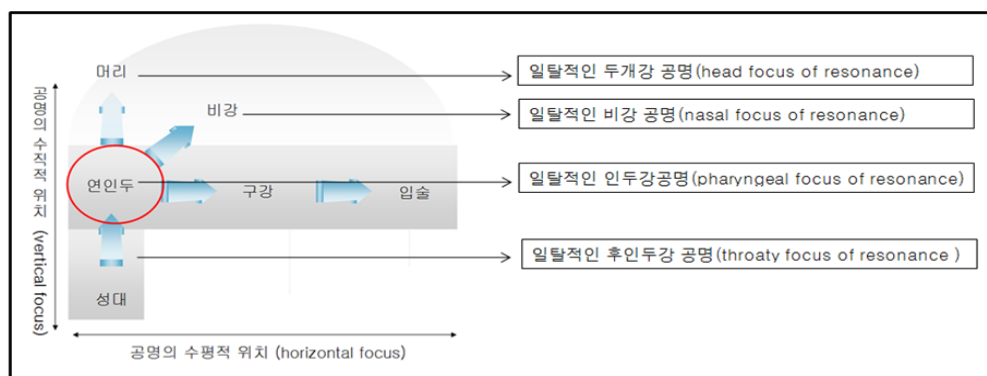 머리
일탈적인 두개강 공명(head focus of resonance)
비강
일탈적인 비강 공명(nasal focus of resonance)
공명의 수직적 위치 (vertical focus)
연인두
구강
입술
일탈적인 인두강공명(pharyngeal focus of resonance)
일탈적인 후인두강 공명(throaty focus of resonance )
성대
공명의 수평적 위치 (horizontal focus)